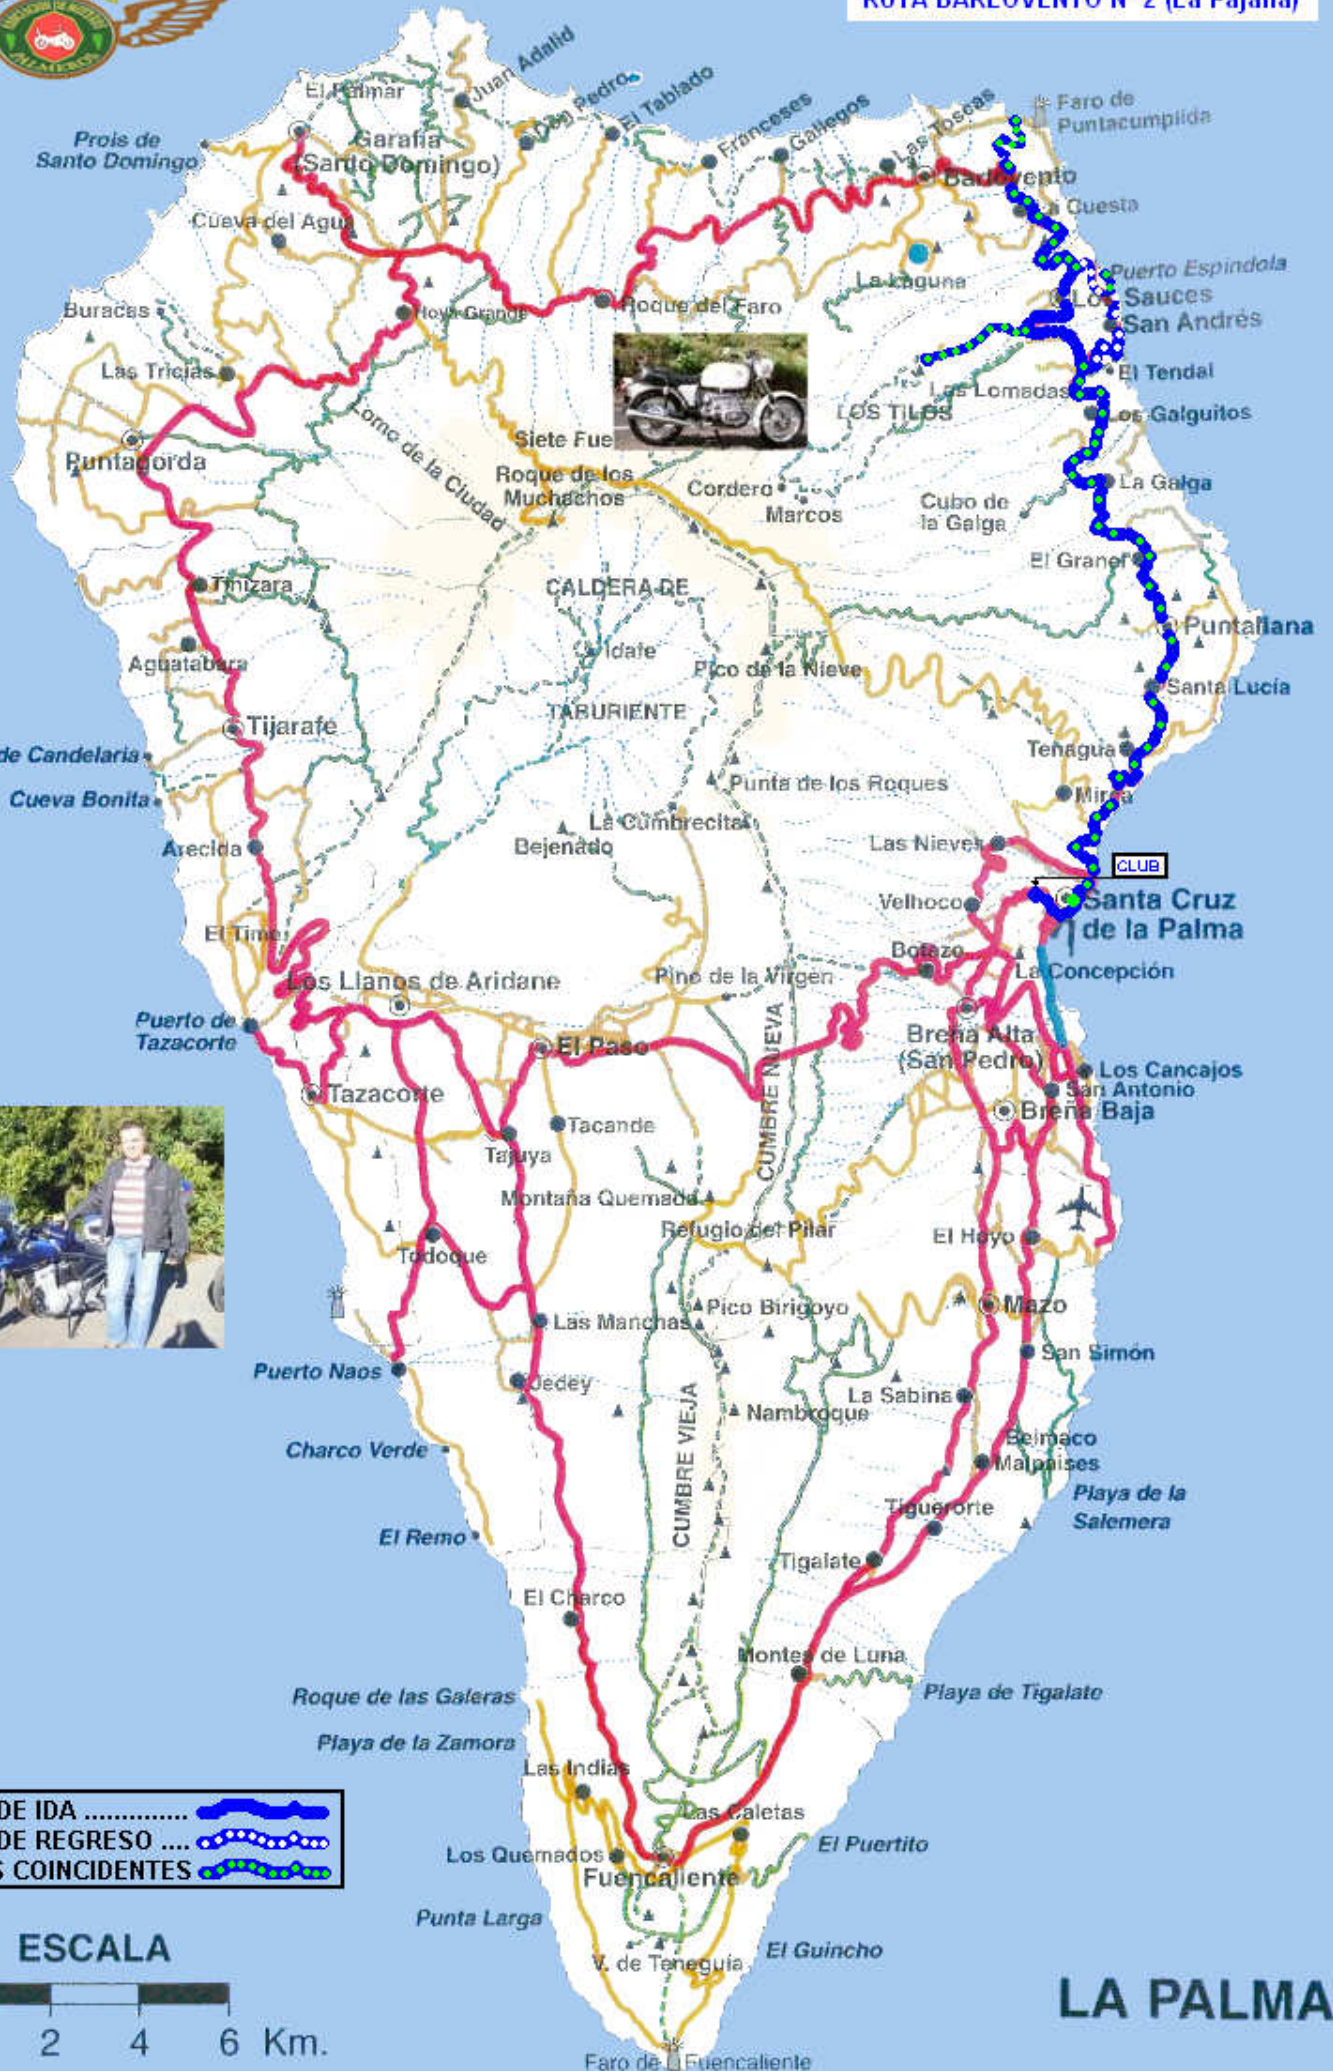 RUTA BARLOVENTO Nº 2 (La Pajana)
PALMEROS
El Palmar
Juan Adalid
Don Pedro
El Tablado
Franceses
Gallegos
Las Toscas
Faro de
Puntacumplida
Prois de
Santo Domingo
Garafía
(Santo Domingo)
Barlovento
La Cuesta
Cueva del Agua
La Laguna
Puerto Espindola
Los Sauces
San Andrés
Buracas
Hoya Grande
Roque del Faro
Las Tricias
El Tendal
Las Lomadas
LOS TILOS
Los Galguitos
Puntagorda
Lomo de la Ciudad
Siete Fue
Roque de los
Muchachos
Cordero
Marcos
La Galga
Cubo de
la Galga
El Granel
Tinizara
CALDERA DE
Idafe
TABURIENTE
Puntallana
Aguatabara
Pico de la Nieve
Santa Lucía
Tijarafe
Tenagua
de Candelaria
Cueva Bonita
Punta de los Roques
Mirca
La Cumbrecita
Bejenado
Arecida
Las Nieves
CLUB
Velhoco
Santa Cruz
de la Palma
El Time
Botazo
La Concepción
Los Llanos de Aridane
Pino de la Virgen
Puerto de
Tazacorte
El Paso
CUMBRE NUEVA
Breña Alta
(San Pedro)
Los Cancajos
San Antonio
Tazacorte
Breña Baja
Tacande
Tajuya
Montaña Quemada
Refugio del Pilar
El Hoyo
Todoque
Pico Birigoyo
Mazo
Las Manchas
San Simón
Puerto Naos
Jedey
La Sabina
Nambroque
CUMBRE VIEJA
Charco Verde
Belmaco
Malpaises
Playa de la
Salemera
Tiguerorte
El Remo
Tigalate
El Charco
Montes de Luna
Roque de las Galeras
Playa de Tigalate
Playa de la Zamora
Las Indias
Las Caletas
El Puertito
Los Quemados
Fuencaliente
Punta Larga
V. de Teneguía
El Guincho
Faro de Fuencaliente
DE IDA ..............
DE REGRESO ....
S COINCIDENTES
ESCALA
2 4 6 Km.
LA PALMA